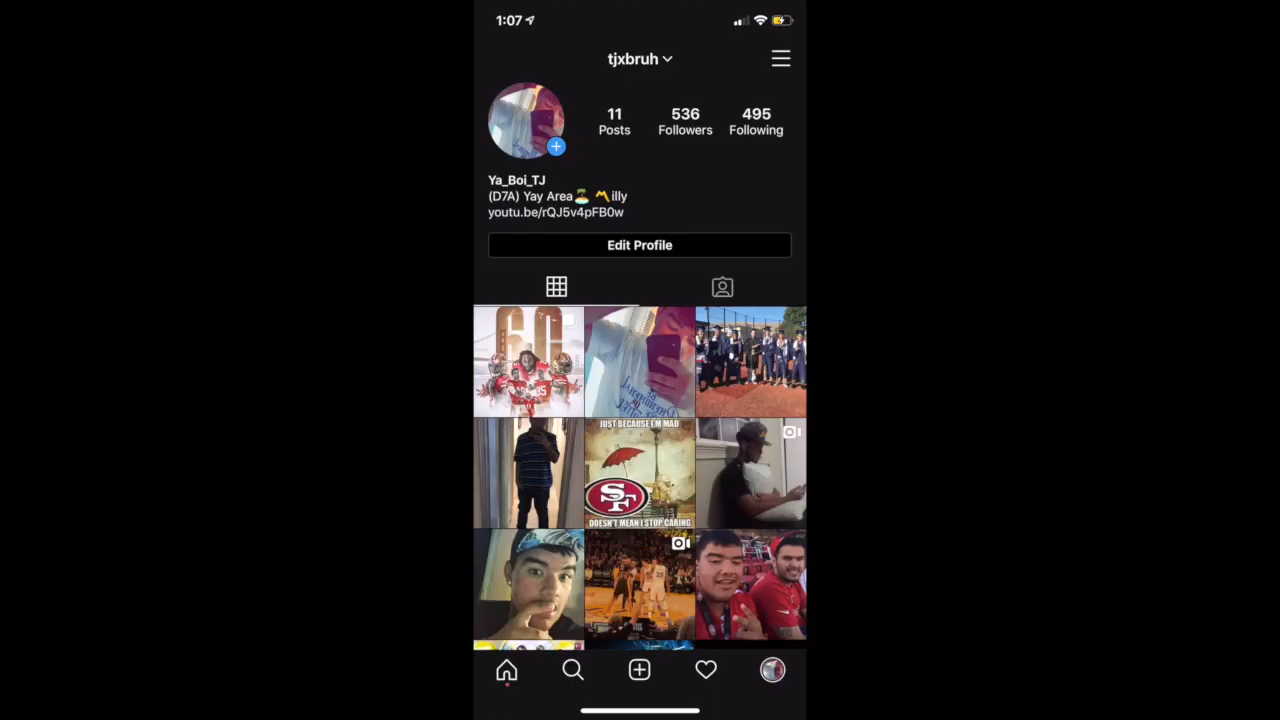 1:07
tjxbruh
11
Posts
536
Followers
495
Following
Ya_Boi_TJ
(D7A) Yay Area🏝 〽️illy
youtu.be/rQJ5v4pFB0w
Edit Profile
JUST BECAUSE I'M MAD
SF
DOESN'T MEAN I STOP CARING